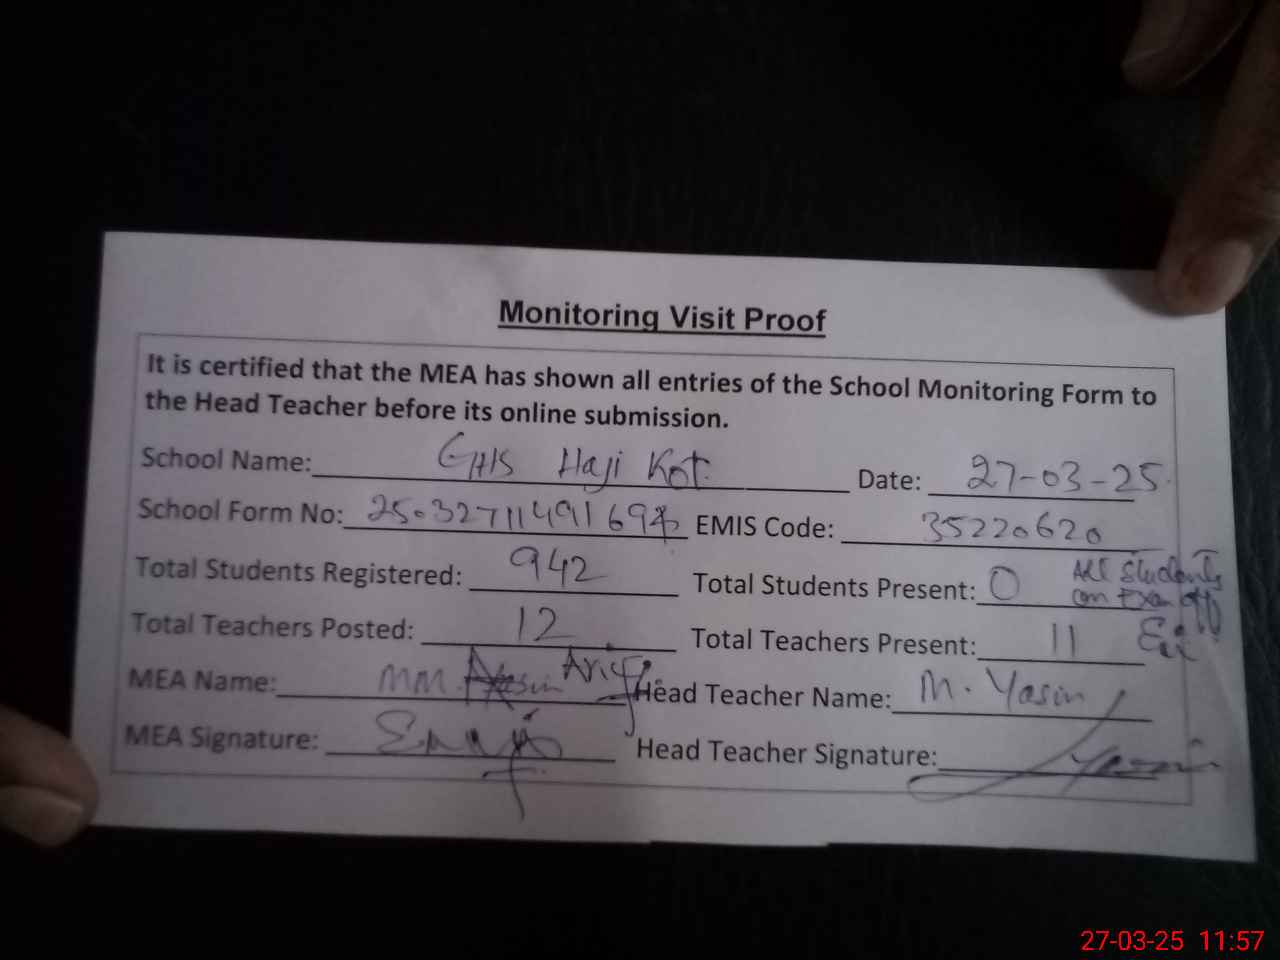 Monitoring Visit Proof
It is certified that the MEA has shown all entries of the School Monitoring Form to
the Head Teacher before its online submission.
School Name: GHS Haji Kot. Date: 27-03-25.
School Form No: EMIS Code: 35220620
Total Students Registered: 942 Total Students Present: 0 All Students
Total Teachers Posted: 12 Total Teachers Present: 11
MEA Name: MM. Arif Head Teacher Name: M. Yasin
MEA Signature: Head Teacher Signature: Yasin
27-03-25 11:57